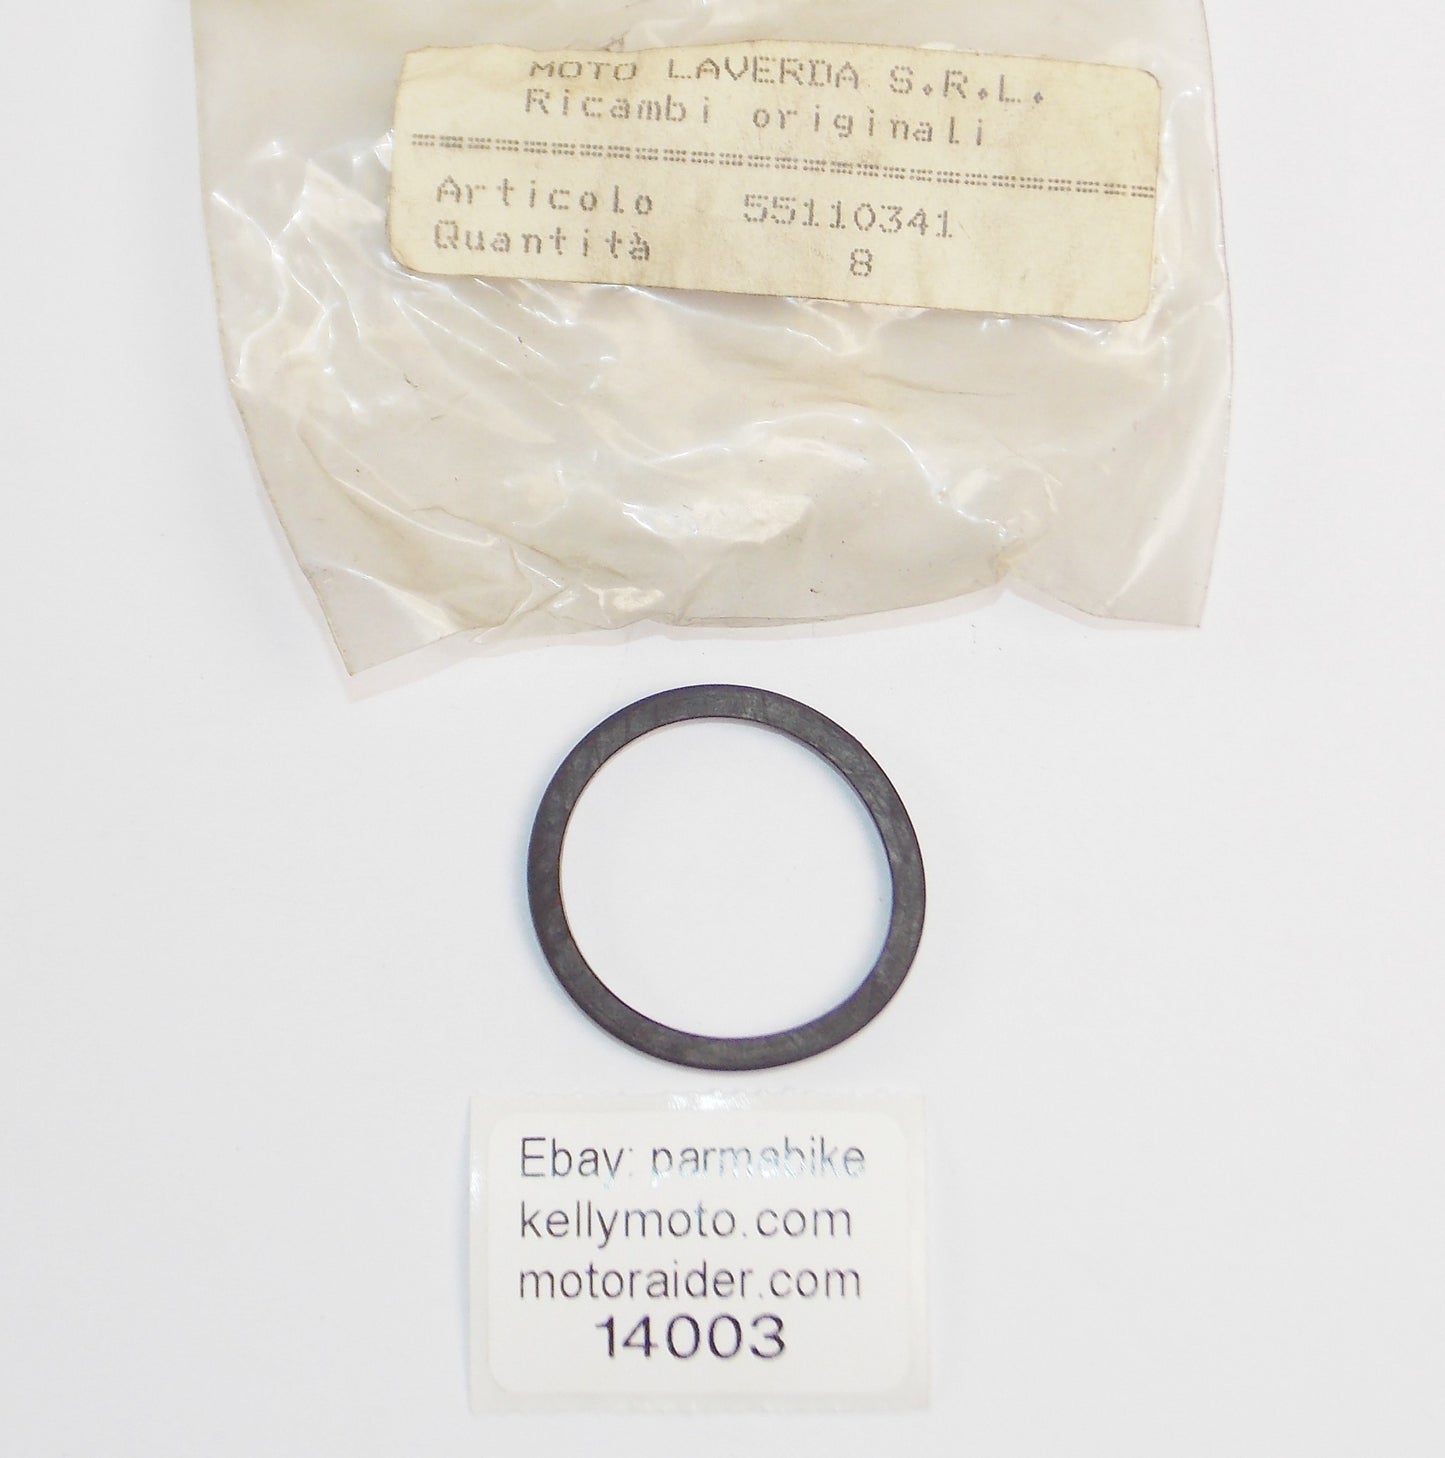 MOTO LAVERDA S.R.L.
Ricambi originali
===========================
Articolo 55110341
Quantità 8
Ebay: parmabike
kellymoto.com
motoraider.com
14003